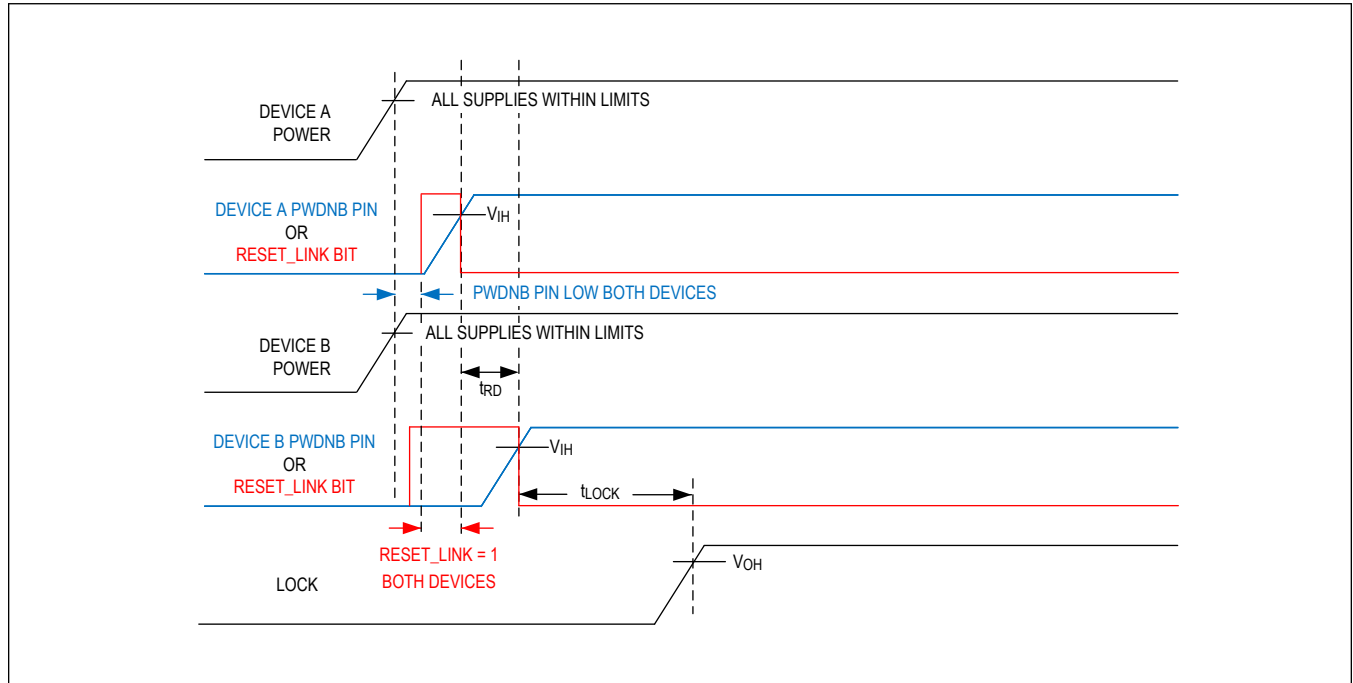 DEVICE A
POWER
ALL SUPPLIES WITHIN LIMITS
DEVICE A PWDNB PIN
OR
RESET_LINK BIT
VIH
PWDNB PIN LOW BOTH DEVICES
DEVICE B
POWER
ALL SUPPLIES WITHIN LIMITS
tRD
DEVICE B PWDNB PIN
OR
RESET_LINK BIT
VIH
tLOCK
RESET_LINK = 1
BOTH DEVICES
LOCK
VOH